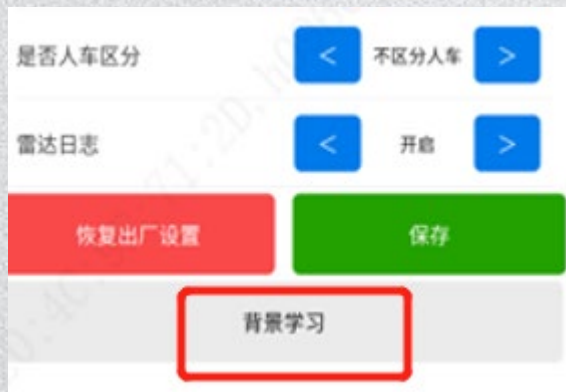 是否人车区分 < 不区分人车 >
雷达日志 < 开启 >
恢复出厂设置 保存
背景学习